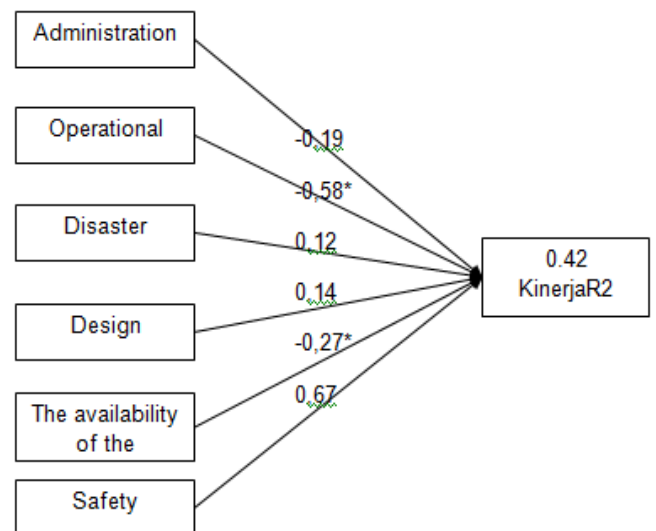 Administration
Operational
Disaster
Design
The availability
of the
Safety
-0,19
-0,58*
0,12
0,14
-0,27*
0,67
0.42
KinerjaR2